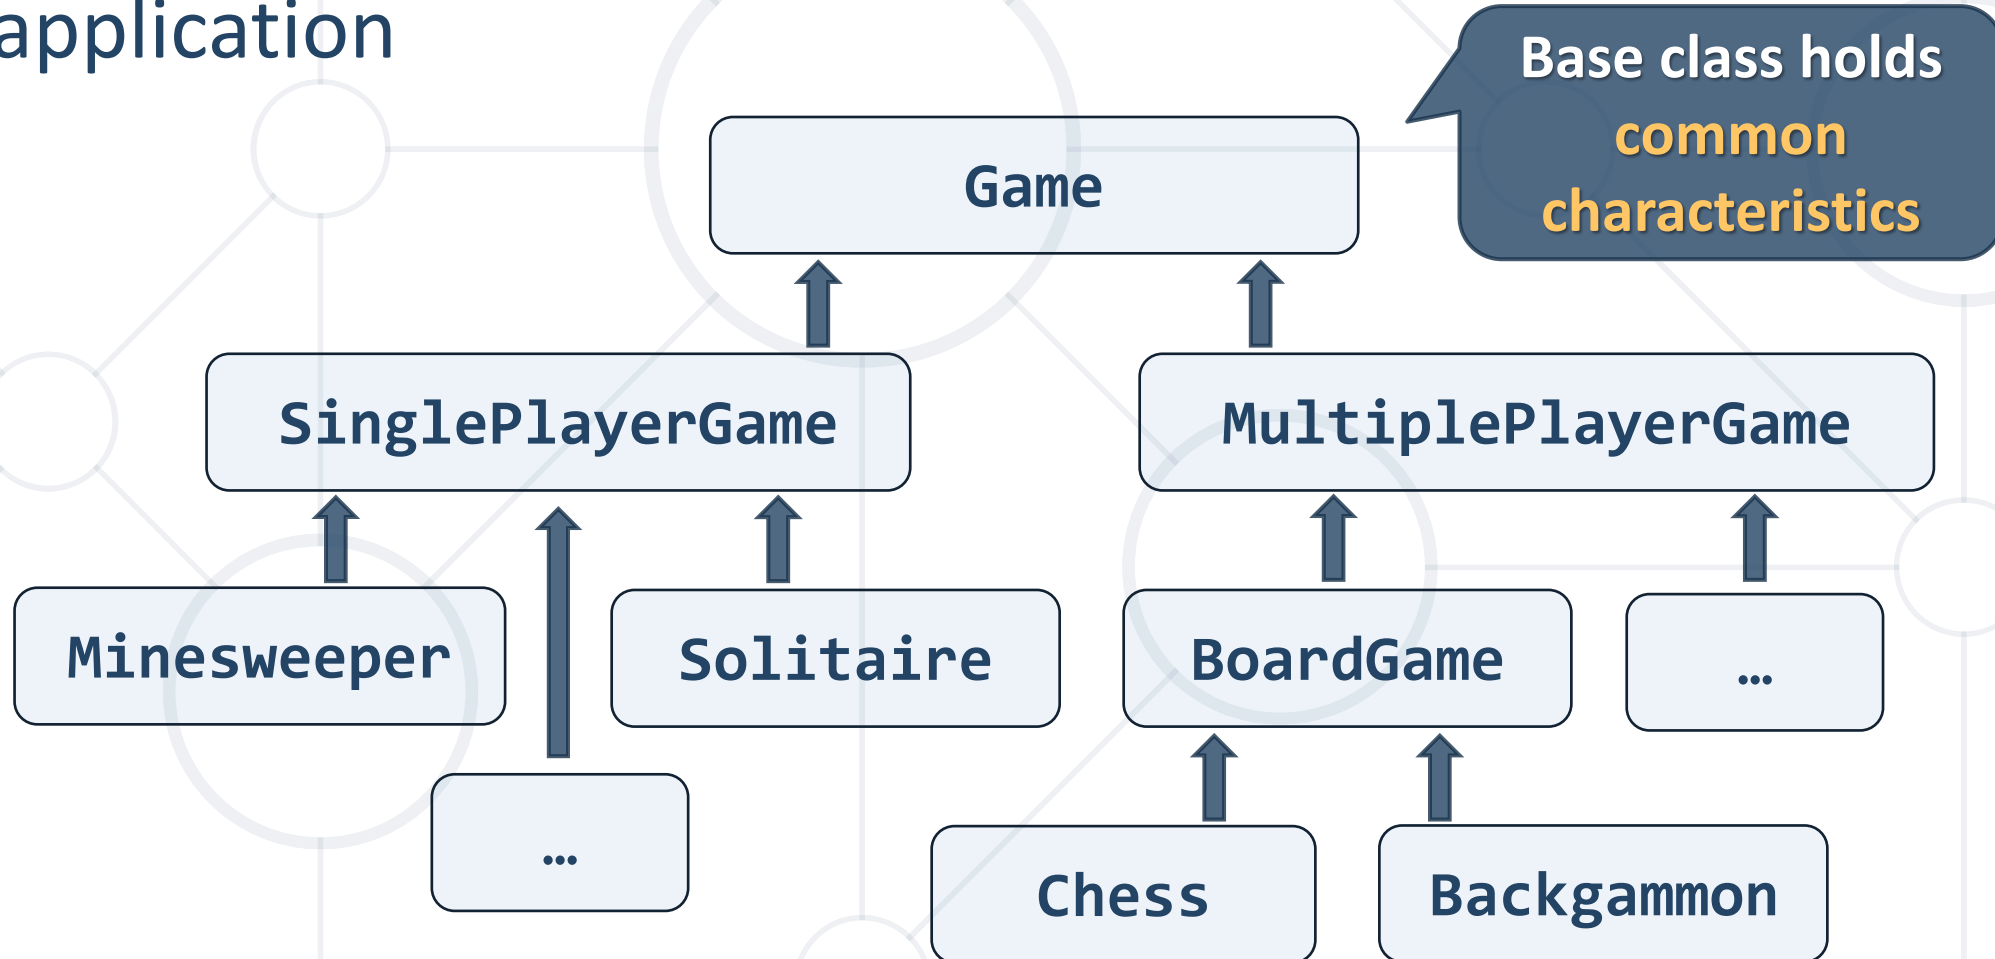 application
Base class holds
common
characteristics
Game
SinglePlayerGame
MultiplePlayerGame
Minesweeper
Solitaire
BoardGame
…
…
Chess
Backgammon